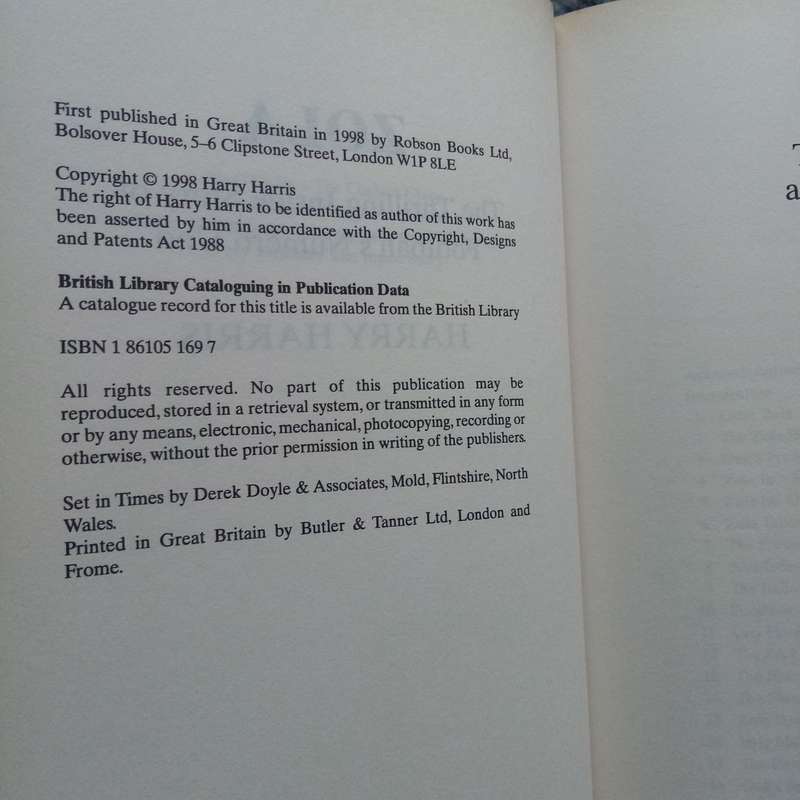 First published in Great Britain in 1998 by Robson Books Ltd,
Bolsover House, 5–6 Clipstone Street, London W1P 8LE
Copyright © 1998 Harry Harris
The right of Harry Harris to be identified as author of this work has
been asserted by him in accordance with the Copyright, Designs
and Patents Act 1988
British Library Cataloguing in Publication Data
A catalogue record for this title is available from the British Library
ISBN 1 86105 169 7
All rights reserved. No part of this publication may be
reproduced, stored in a retrieval system, or transmitted in any form
or by any means, electronic, mechanical, photocopying, recording or
otherwise, without the prior permission in writing of the publishers.
Set in Times by Derek Doyle & Associates, Mold, Flintshire, North
Wales.
Printed in Great Britain by Butler & Tanner Ltd, London and
Frome.